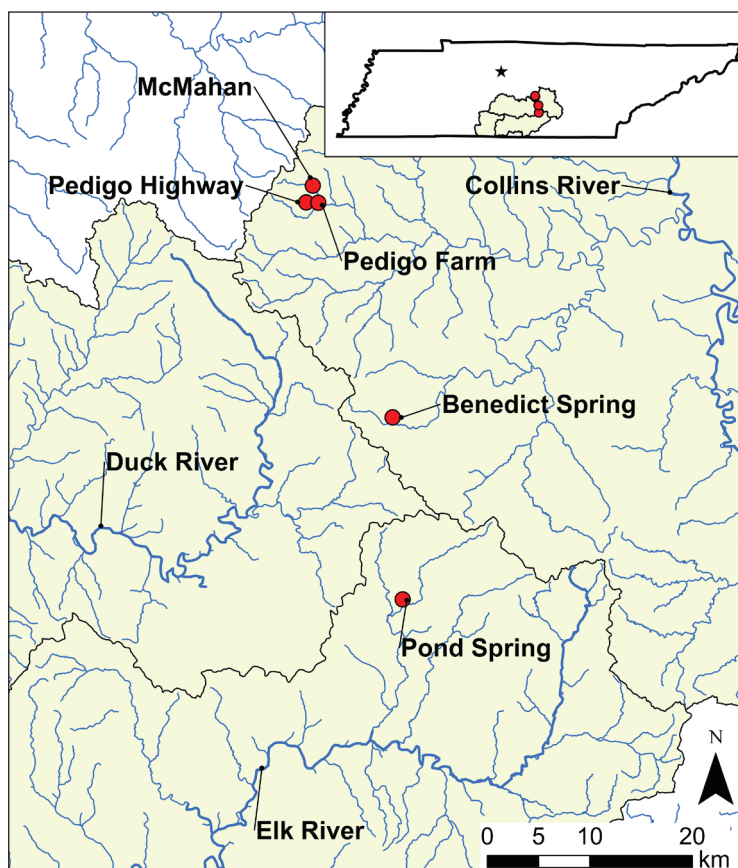 McMahan
Pedigo Highway
Collins River
Pedigo Farm
Benedict Spring
Duck River
Pond Spring
Elk River
N
0 5 10 20
km